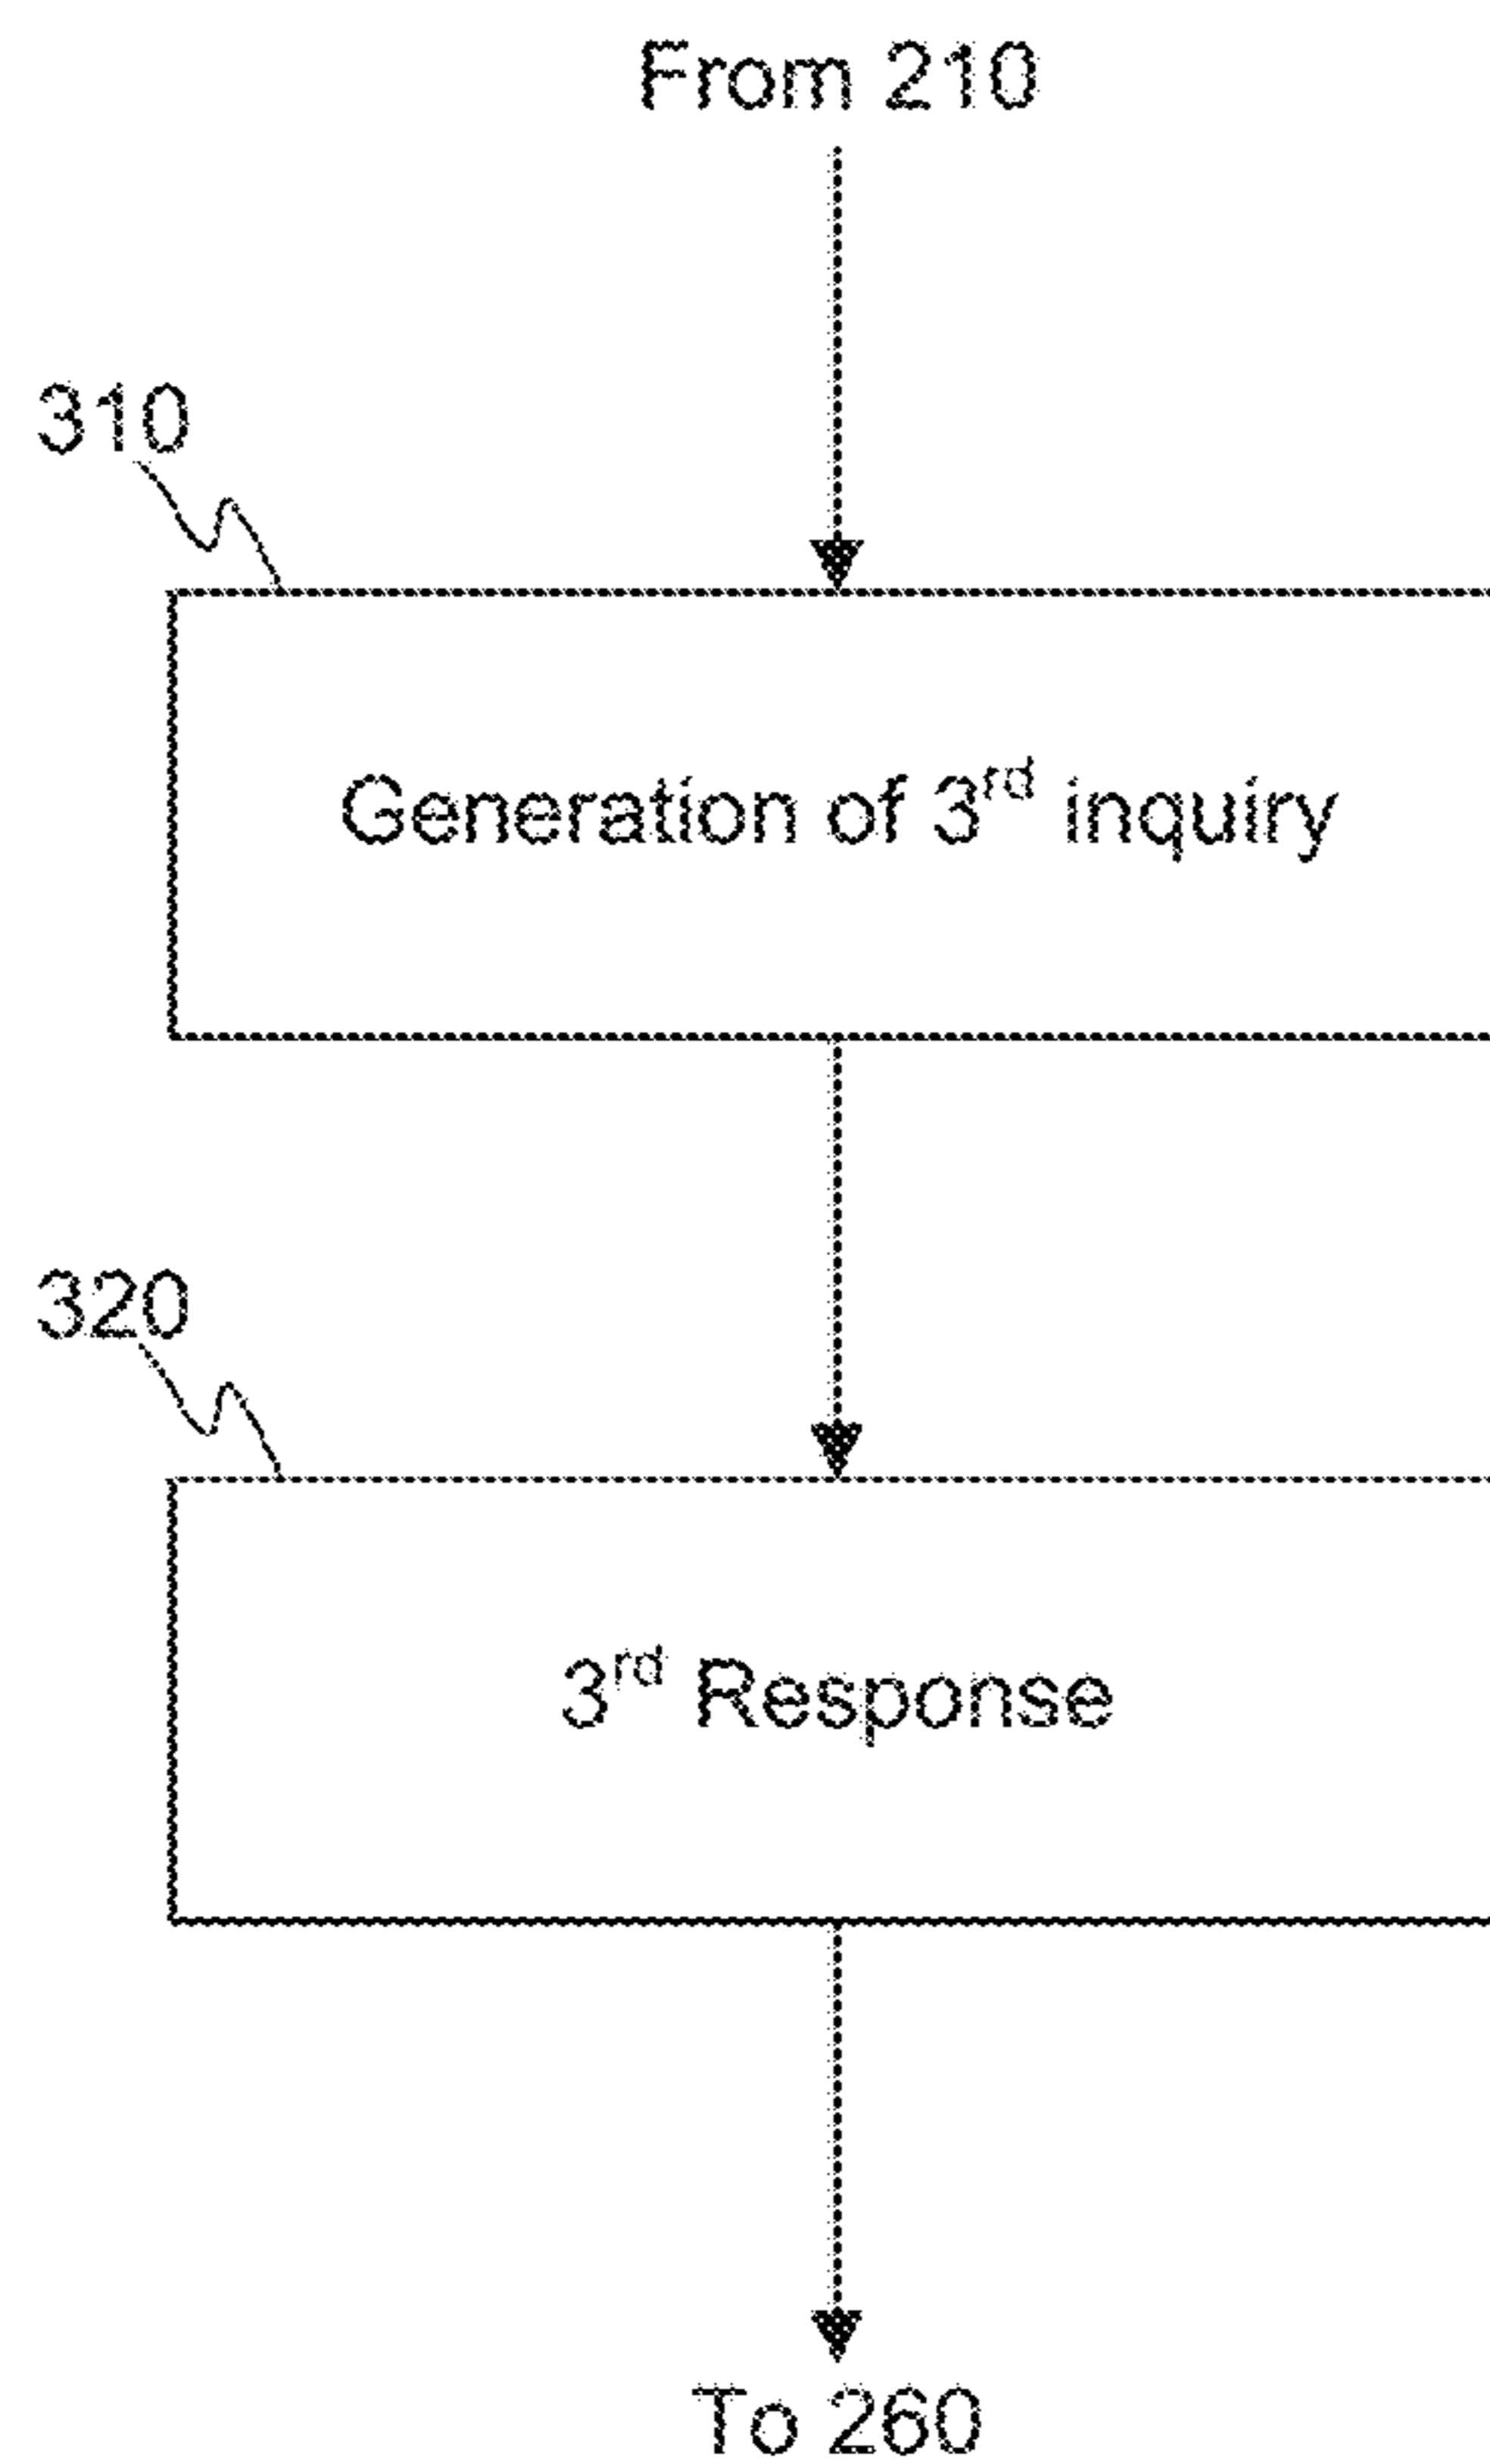 From 210
310
Generation of 3rd inquiry
320
3rd Response
To 260